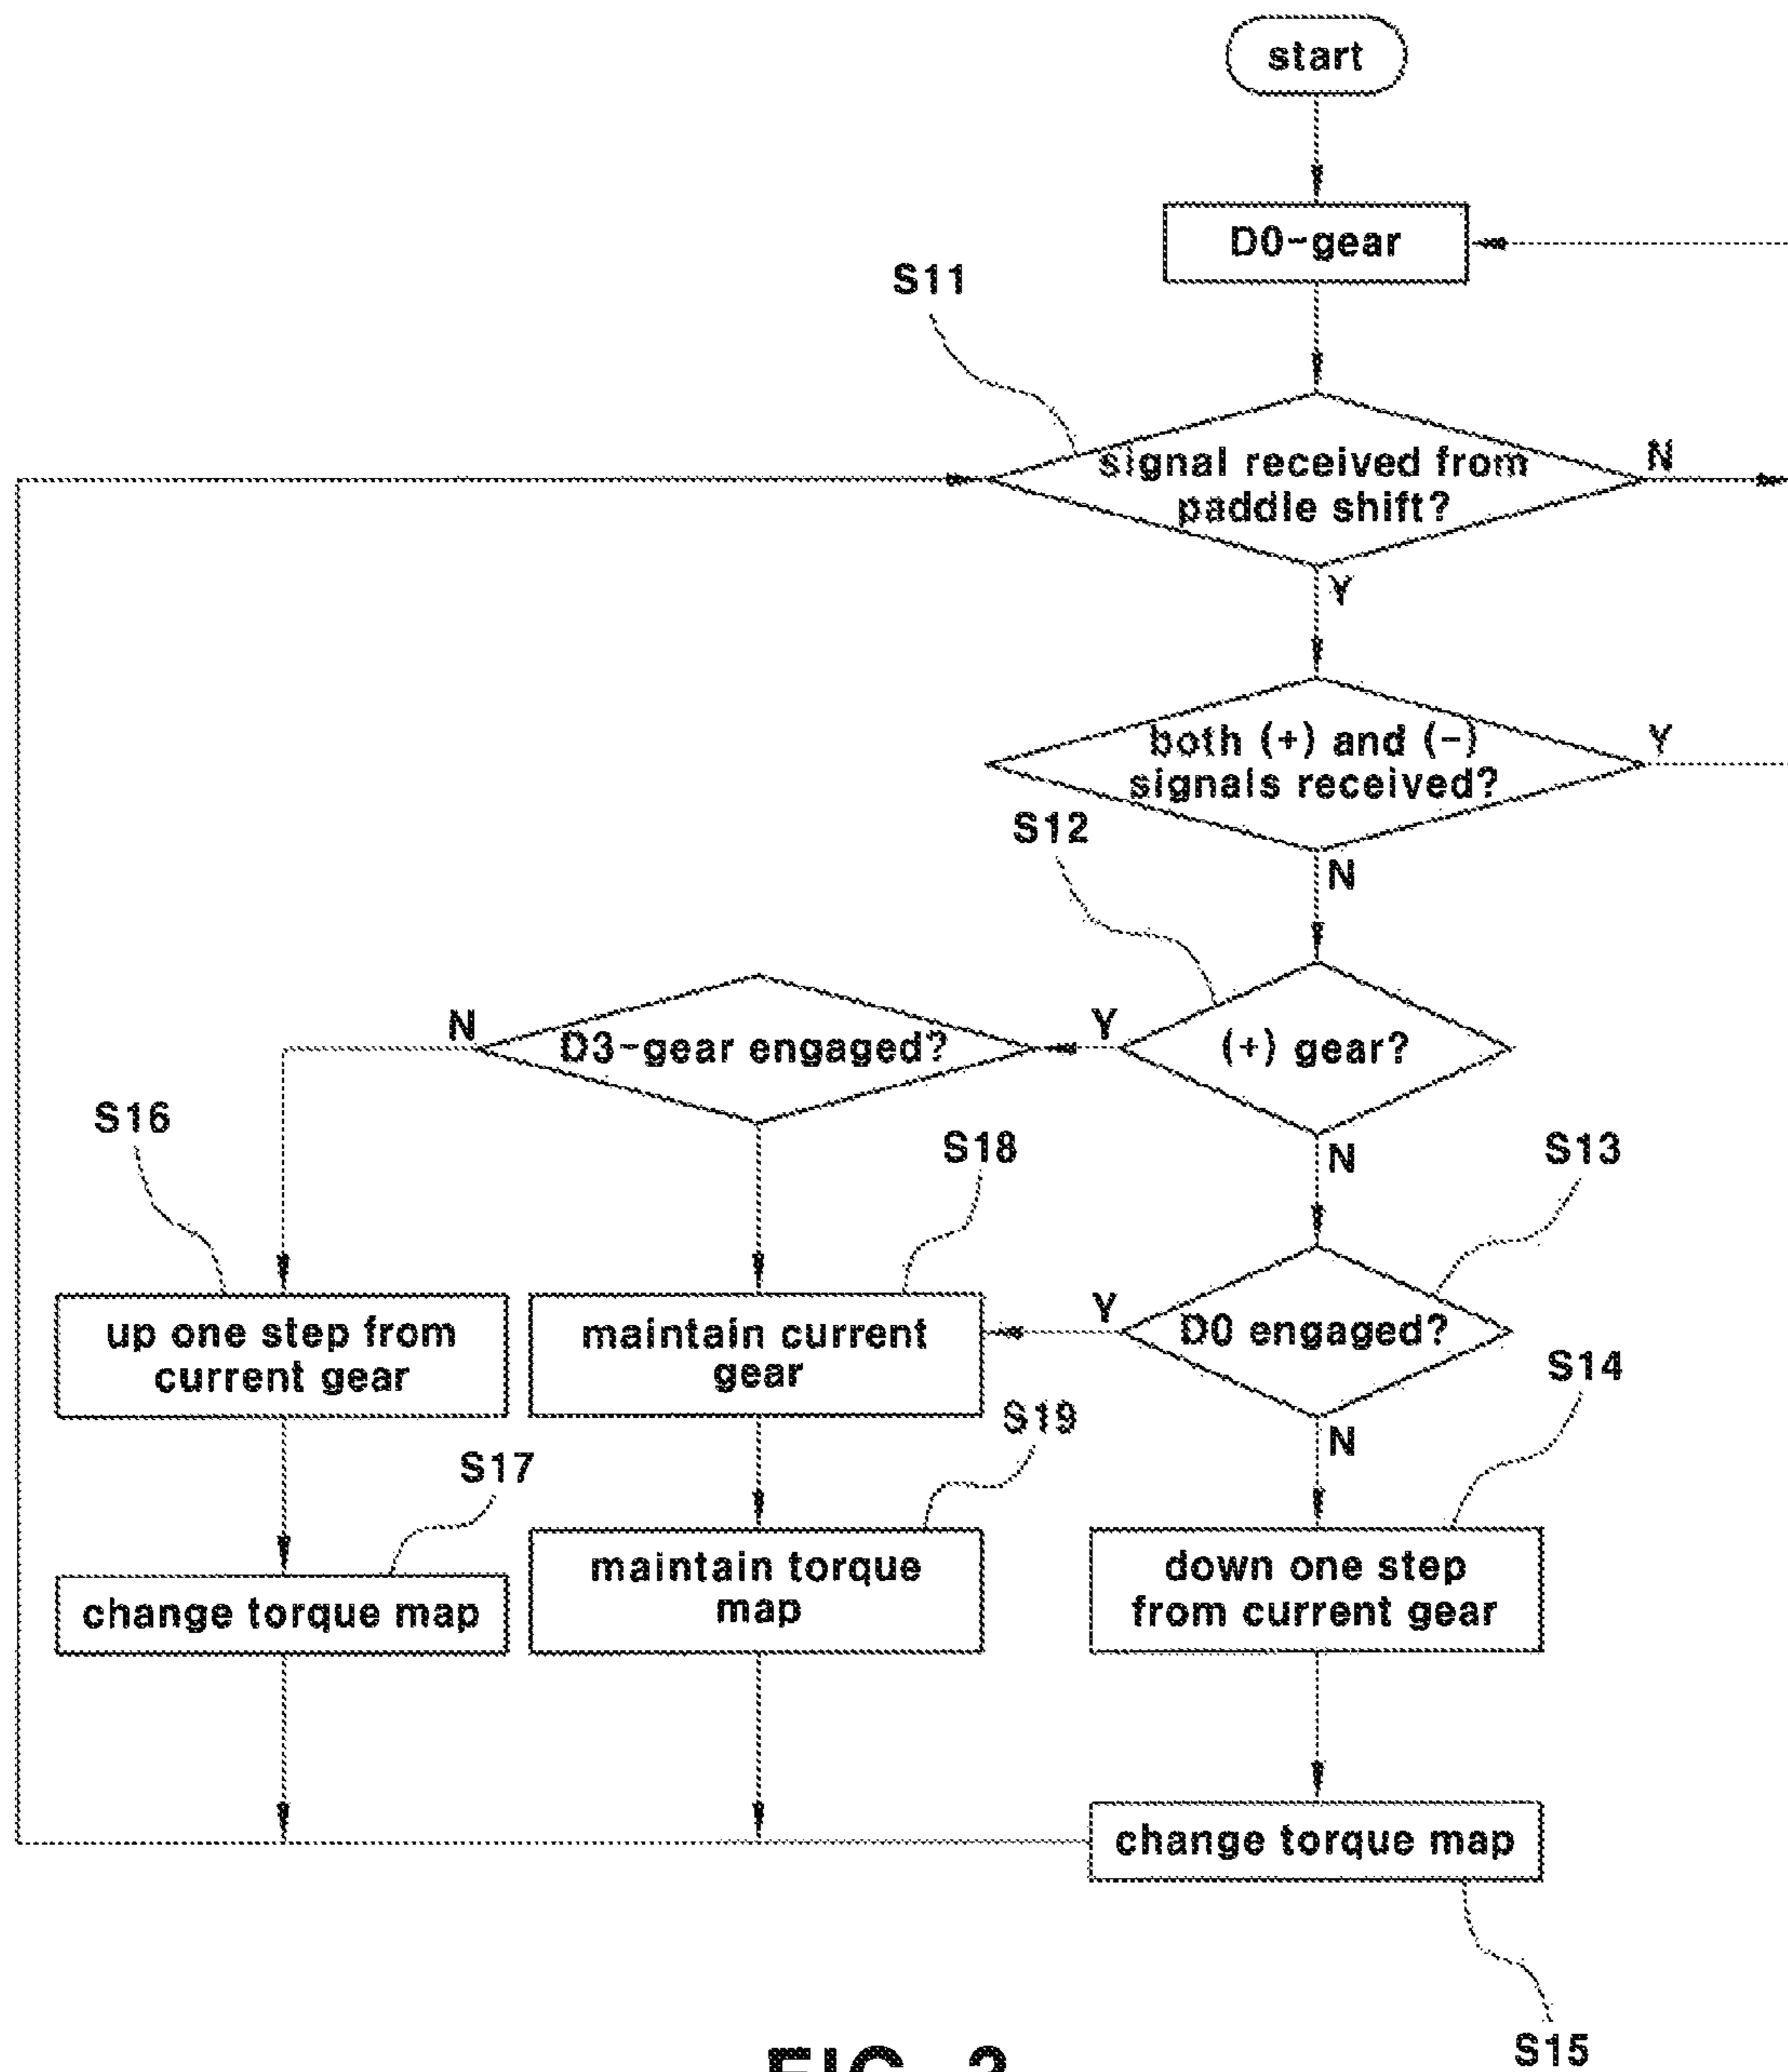 start
D0-gear
S11
signal received from
paddle shift?
N
Y
both (+) and (-)
signals received?
Y
S12
N
D3-gear engaged?
N
Y
(+) gear?
N
S16
S18
S13
up one step from
current gear
maintain current
gear
Y
D0 engaged?
N
S14
S17
S19
change torque map
maintain torque
map
down one step
from current gear
change torque map
S15